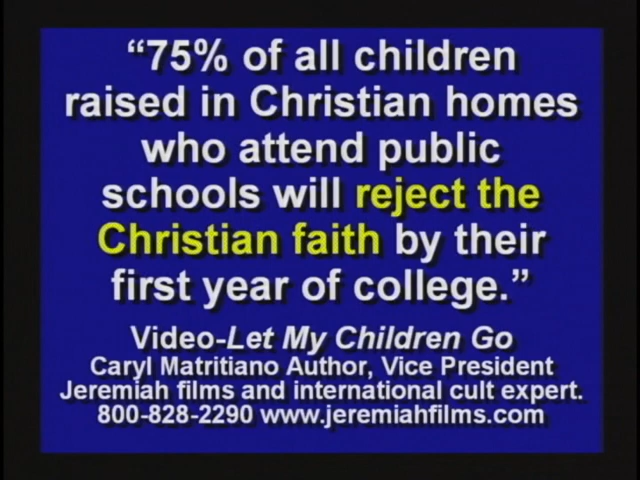 “75% of all children
raised in Christian homes
who attend public
schools will reject the
Christian faith by their
first year of college.”
Video-Let My Children Go
Caryl Matritiano Author, Vice President
Jeremiah films and international cult expert.
800-828-2290 www.jeremiahfilms.com